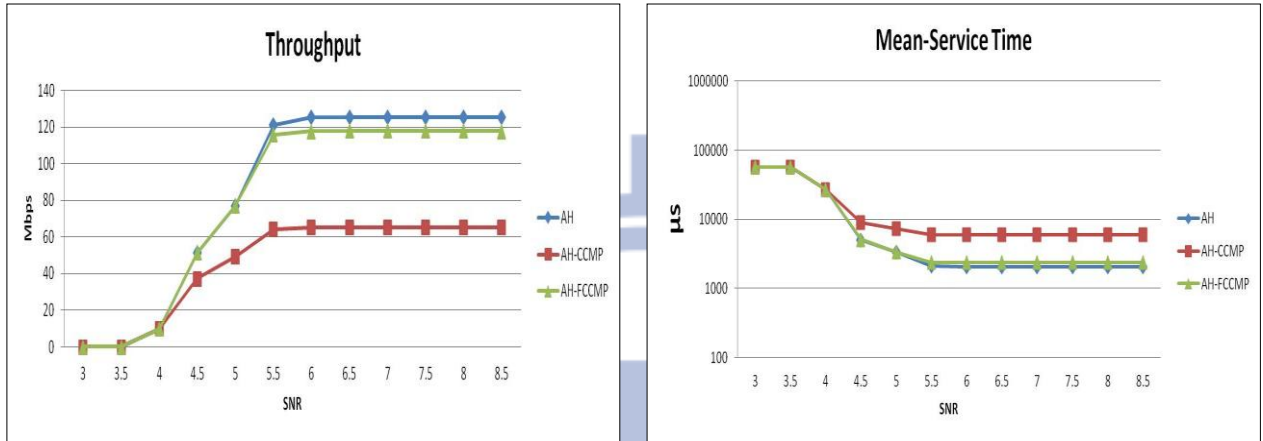 Throughput
140
120
100
80
60
40
20
0
Mbps
3 3.5 4 4.5 5 5.5 6 6.5 7 7.5 8 8.5
SNR
AH
AH-CCMP
AH-FCCMP
Mean-Service Time
1000000
100000
10000
1000
100
µs
3 3.5 4 4.5 5 5.5 6 6.5 7 7.5 8 8.5
SNR
AH
AH-CCMP
AH-FCCMP